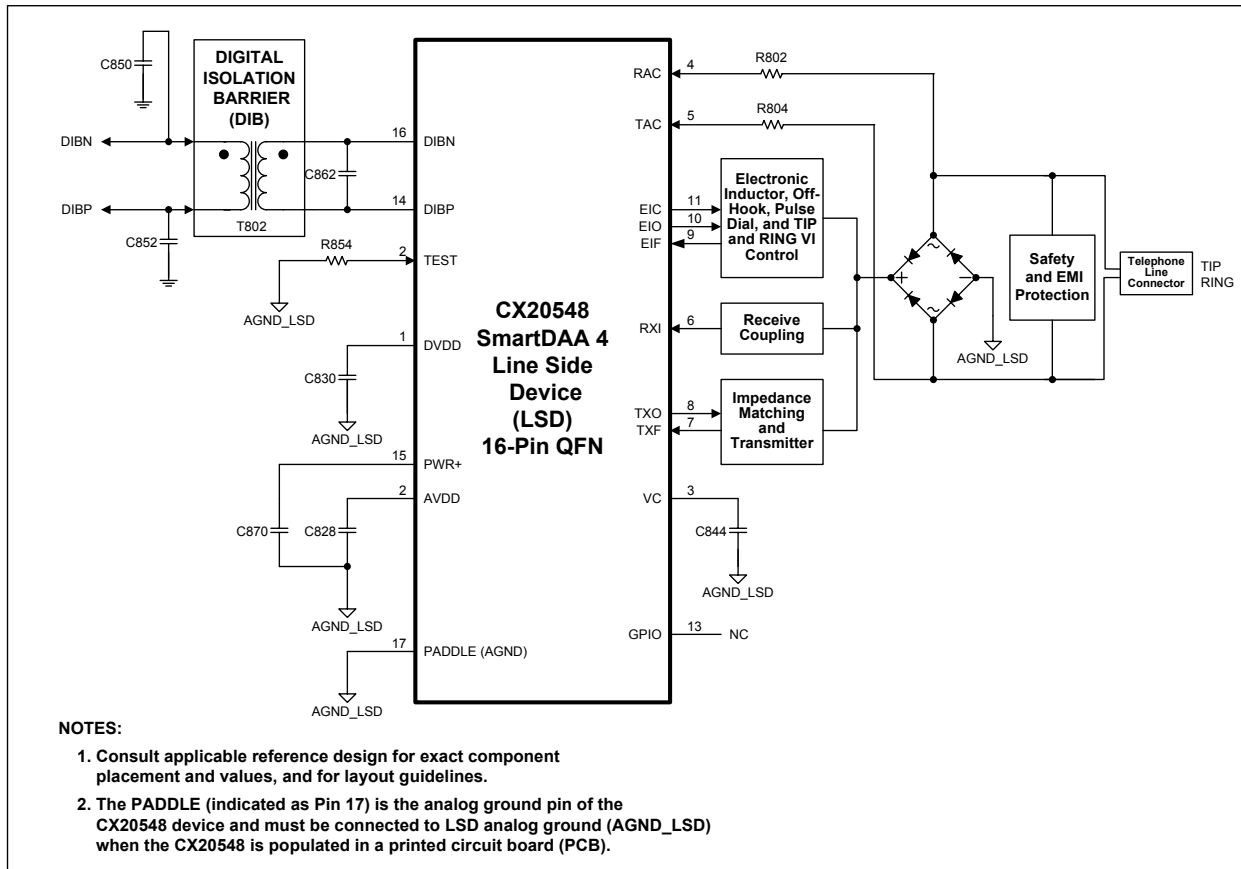 C850
DIGITAL
ISOLATION
BARRIER
(DIB)
DIBN
DIBP
C852
T802
C862
16
DIBN
14
DIBP
R854
2
TEST
AGND_LSD
1
DVDD
C830
AGND_LSD
15
PWR+
2
AVDD
C870
C828
AGND_LSD
17
PADDLE (AGND)
AGND_LSD
CX20548
SmartDAA 4
Line Side
Device
(LSD)
16-Pin QFN
RAC
4
R802
TAC
5
R804
EIC
11
EIO
10
EIF
9
Electronic
Inductor, Off-
Hook, Pulse
Dial, and TIP
and RING VI
Control
RXI
6
Receive
Coupling
TXO
8
TXF
7
Impedance
Matching
and
Transmitter
VC
3
C844
AGND_LSD
GPIO
13
NC
+
~
~
−
AGND_LSD
Safety
and EMI
Protection
Telephone
Line
Connector
TIP
RING
NOTES:
1. Consult applicable reference design for exact component
placement and values, and for layout guidelines.
2. The PADDLE (indicated as Pin 17) is the analog ground pin of the
CX20548 device and must be connected to LSD analog ground (AGND_LSD)
when the CX20548 is populated in a printed circuit board (PCB).